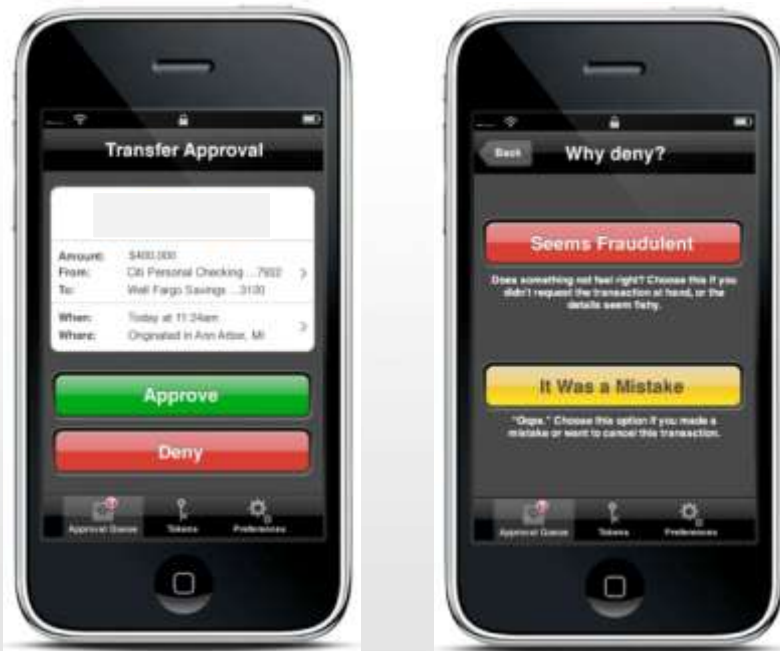 Transfer Approval
Amount: $400,000
From: Citi Personal Checking ...7602
To: Well Fargo Savings ...3100
When: Today at 11:34am
Where: Originated in Ann Arbor, MI
Approve
Deny
Approval Queue Tokens Preferences
Back Why deny?
Seems Fraudulent
Does something not feel right? Choose this if you
didn't request the transaction at hand, or the
details seem fishy.
It Was a Mistake
"Oops." Choose this option if you made a
mistake or want to cancel this transaction.
Approval Queue Tokens Preferences